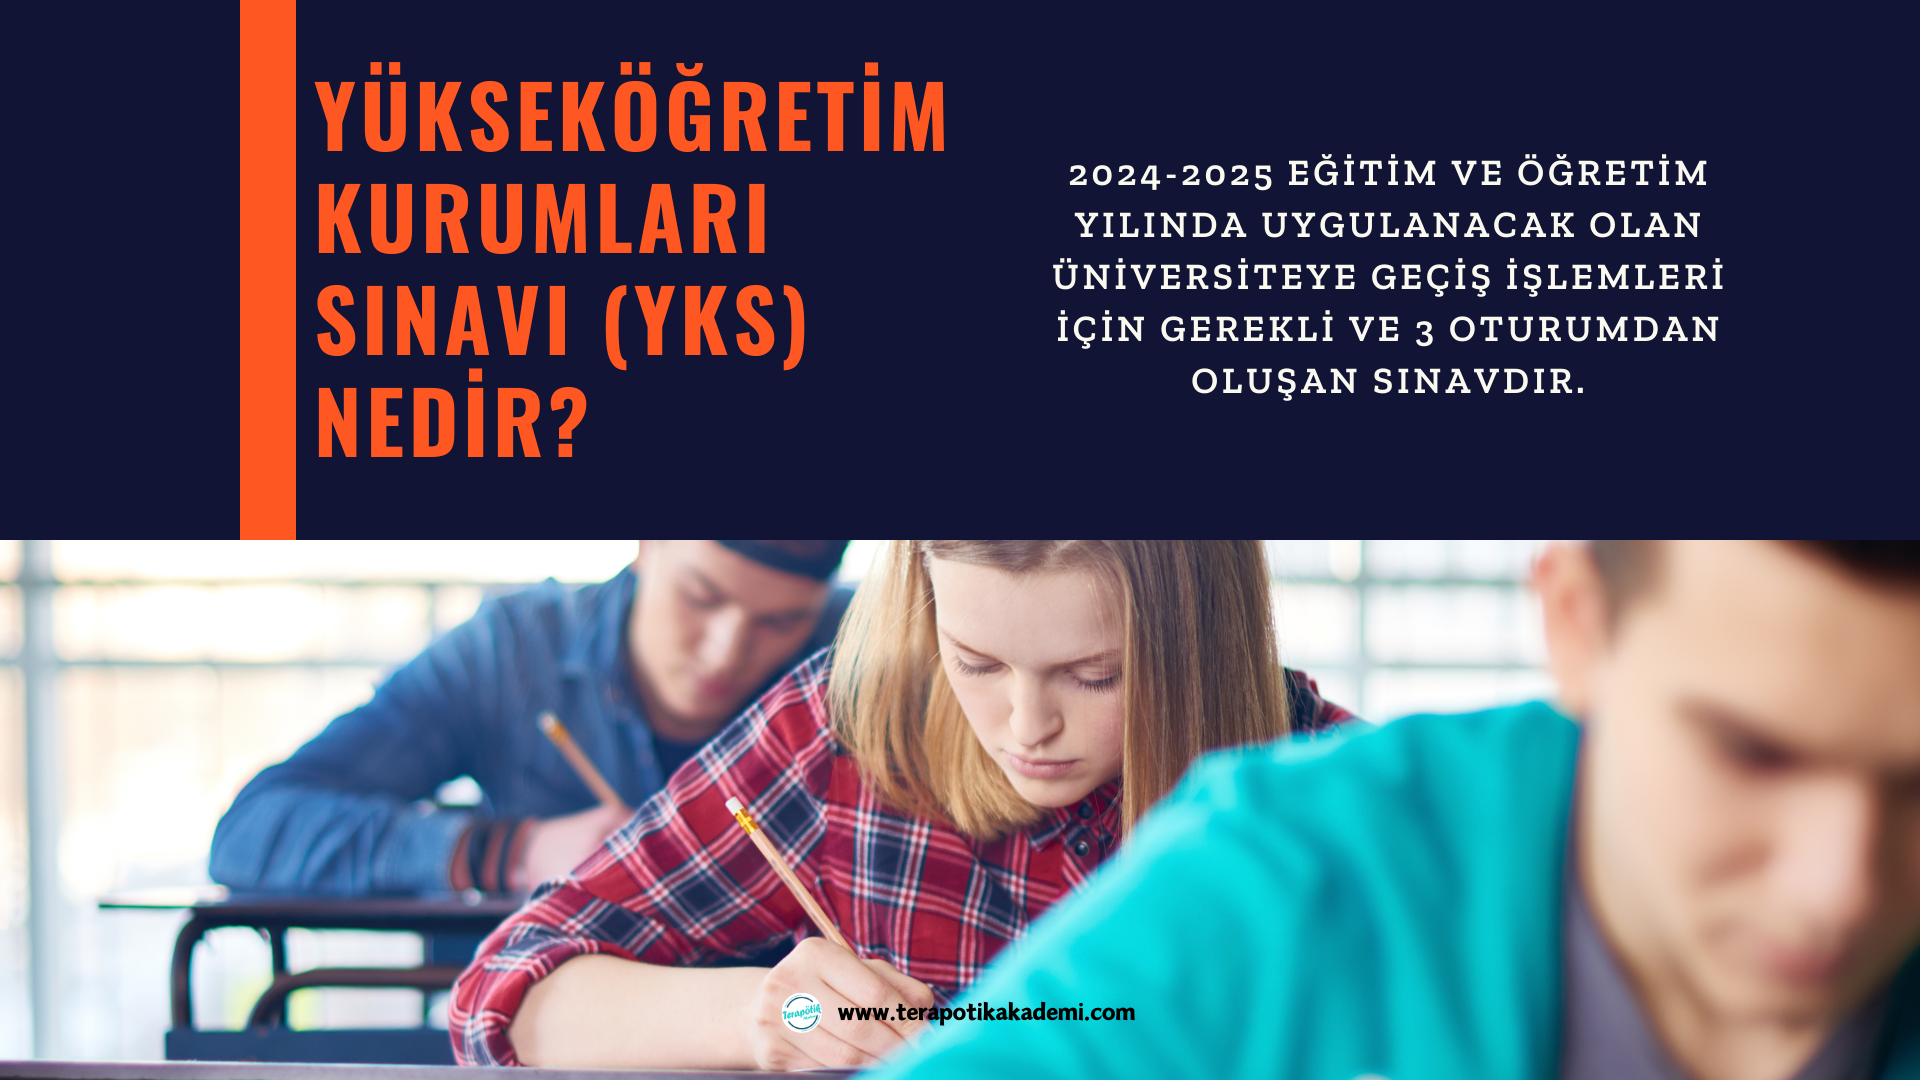 YÜKSEKÖĞRETİM
KURUMLARI
SINAVI (YKS)
NEDİR?
2024-2025 EĞİTİM VE ÖĞRETİM
YILINDA UYGULANACAK OLAN
ÜNİVERSİTEYE GEÇİŞ İŞLEMLERİ
İÇİN GEREKLİ VE 3 OTURUMDAN
OLUŞAN SINAVDIR.
Terapötik
www.terapotikakademi.com